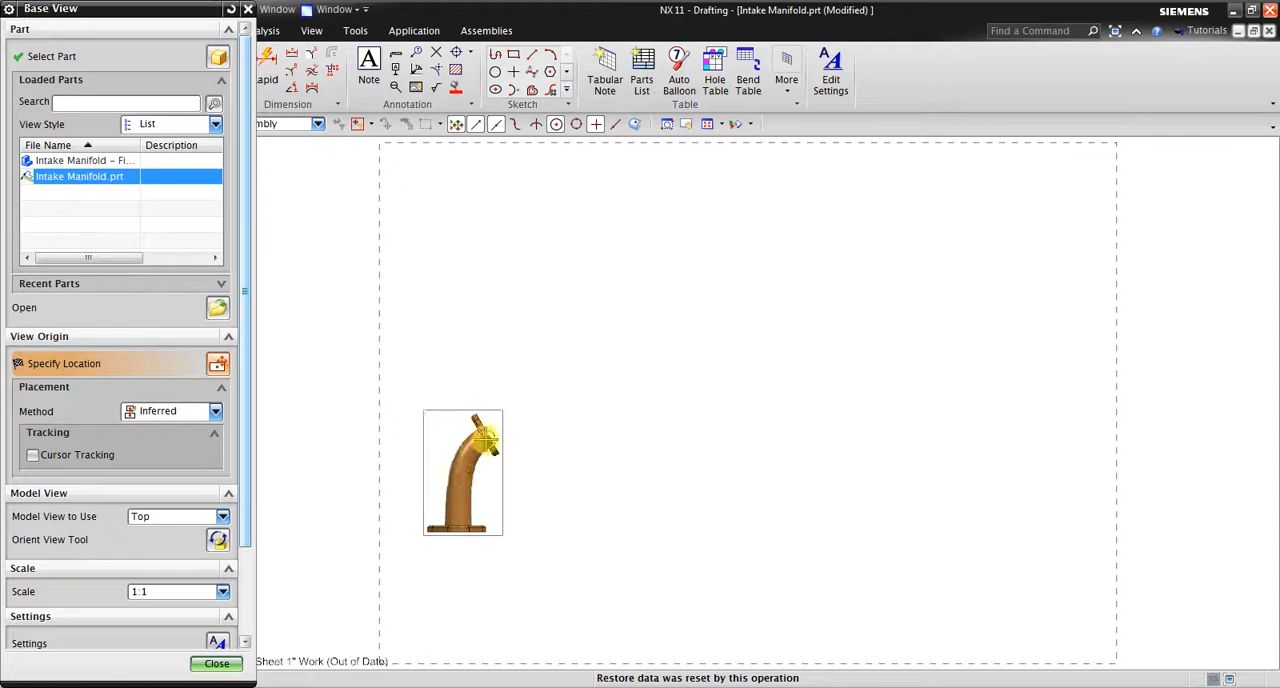 Base View
Window
Window
NX 11 - Drafting - [Intake Manifold.prt (Modified) ]
SIEMENS
alysis
View
Tools
Application
Assemblies
Find a Command
Tutorials
Part
Select Part
Loaded Parts
Search
View Style
List
File Name
Description
Intake Manifold – Fi...
Intake Manifold.prt
Recent Parts
Open
View Origin
Specify Location
Placement
Method
Inferred
Tracking
Cursor Tracking
Model View
Model View to Use
Top
Orient View Tool
Scale
Scale
1:1
Settings
Settings
Close
apid
Dimension
A
Note
Annotation
Sketch
Tabular
Note
Parts
List
Auto
Balloon
Hole
Table
Bend
Table
More
Table
Edit
Settings
mbly
Sheet 1" Work (Out of Date)
Restore data was reset by this operation